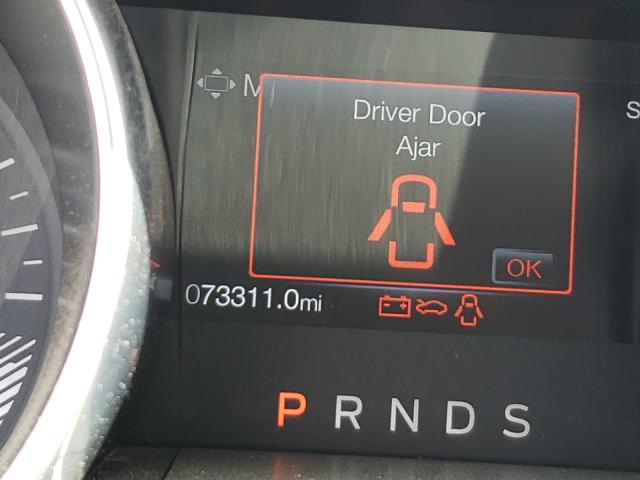 M
Driver Door
Ajar
S
OK
073311.0mi
P R N D S